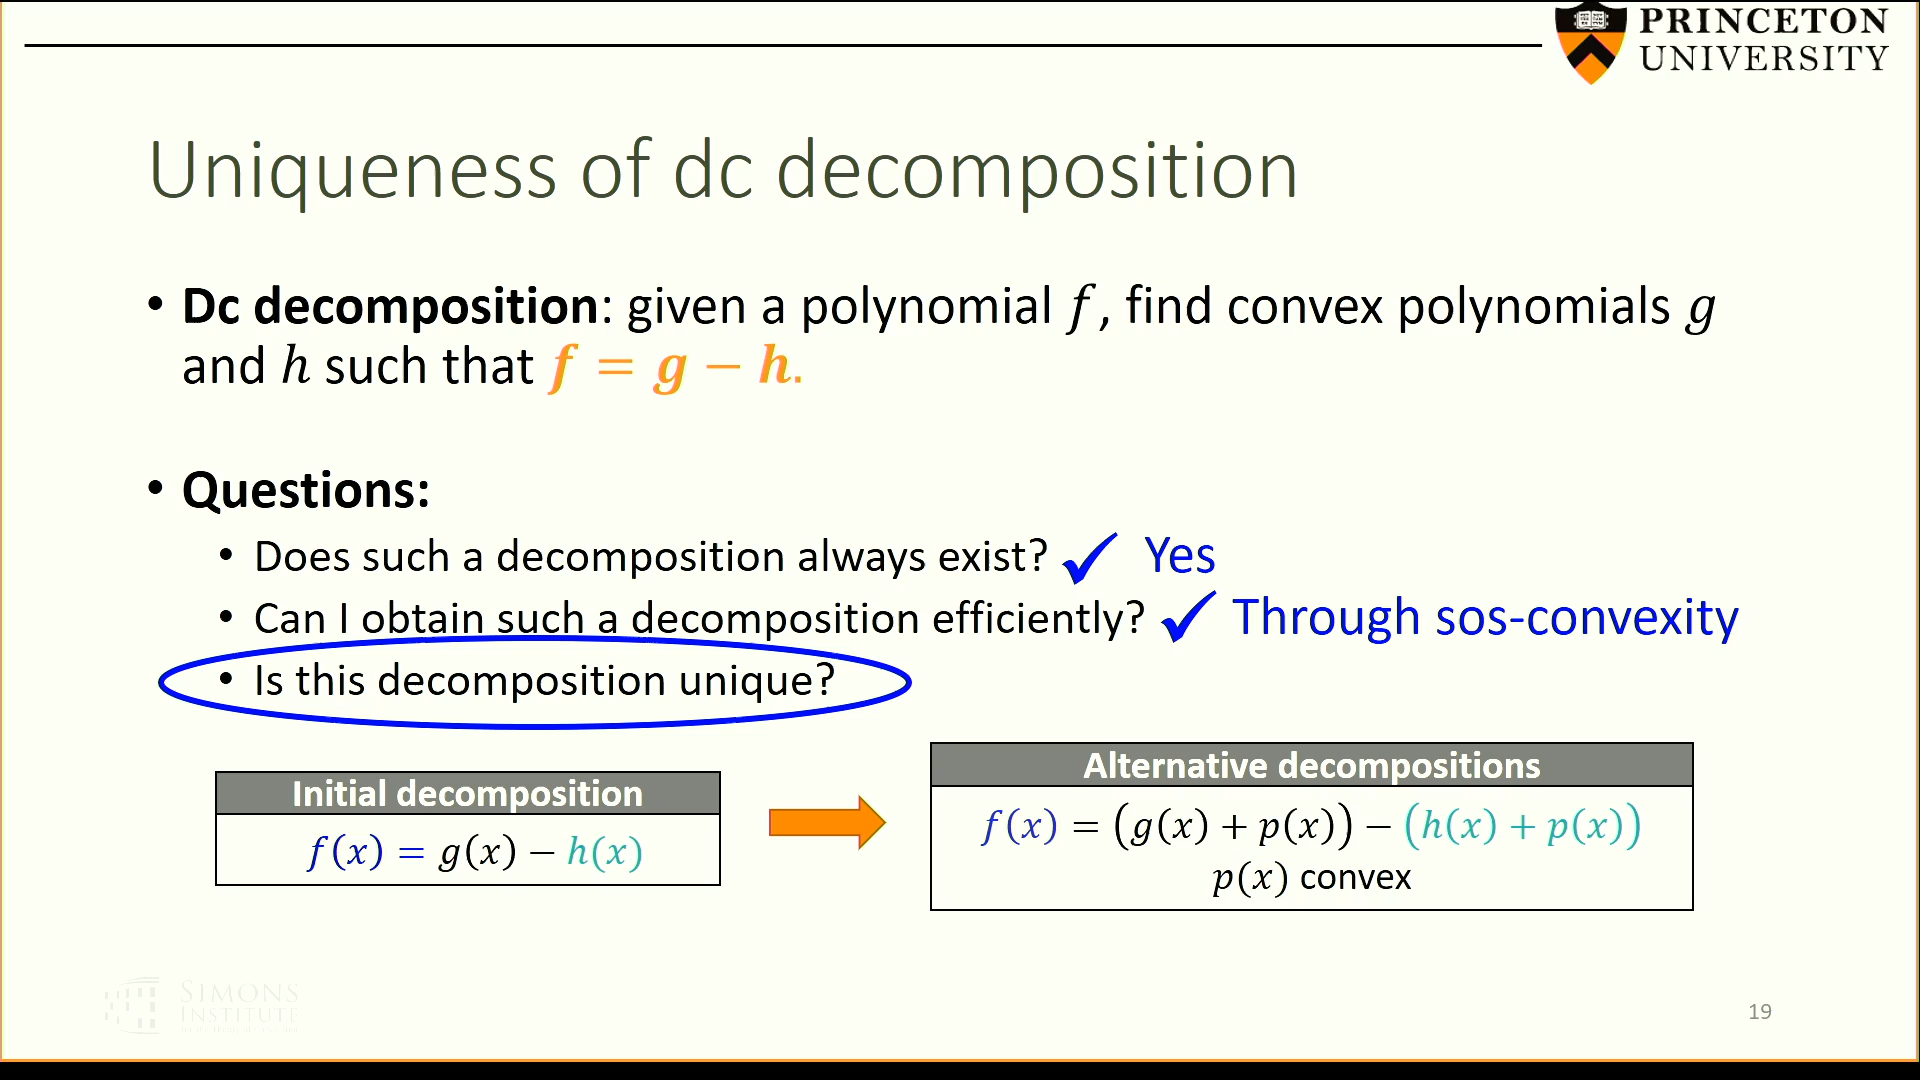 PRINCETON
UNIVERSITY
Uniqueness of dc decomposition
• Dc decomposition: given a polynomial f, find convex polynomials g
and h such that f = g − h.
• Questions:
• Does such a decomposition always exist? ✓ Yes
• Can I obtain such a decomposition efficiently? ✓ Through sos-convexity
• Is this decomposition unique?
Initial decomposition
f(x) = g(x) − h(x)
Alternative decompositions
f(x) = (g(x) + p(x)) − (h(x) + p(x))
p(x) convex
SIMONS
INSTITUTE
19